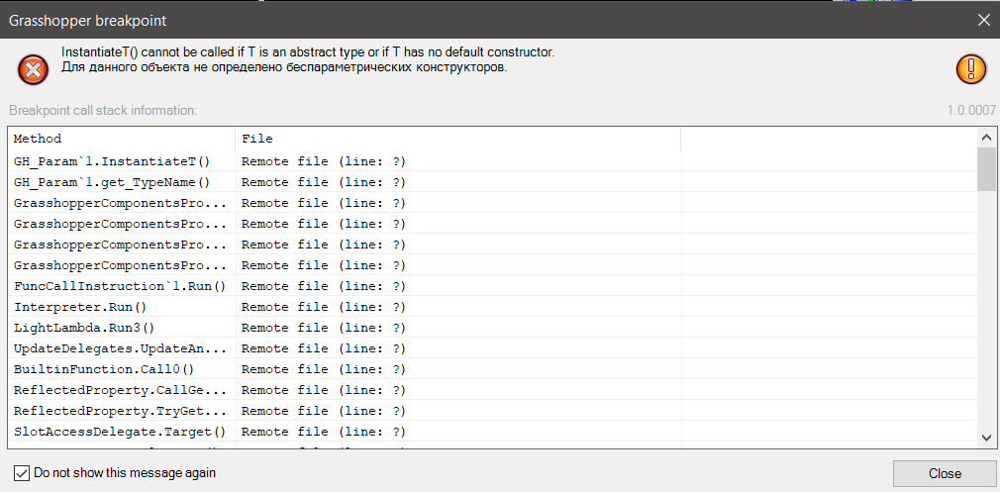 Grasshopper breakpoint
InstantiateT() cannot be called if T is an abstract type or if T has no default constructor.
Для данного объекта не определено беспараметрических конструкторов.
Breakpoint call stack information: 1.0.0007
Method File
GH_Param`1.InstantiateT() Remote file (line: ?)
GH_Param`1.get_TypeName() Remote file (line: ?)
GrasshopperComponentsPro... Remote file (line: ?)
GrasshopperComponentsPro... Remote file (line: ?)
GrasshopperComponentsPro... Remote file (line: ?)
GrasshopperComponentsPro... Remote file (line: ?)
FuncCallInstruction`1.Run() Remote file (line: ?)
Interpreter.Run() Remote file (line: ?)
LightLambda.Run3() Remote file (line: ?)
UpdateDelegates.UpdateAn... Remote file (line: ?)
BuiltinFunction.Call0() Remote file (line: ?)
ReflectedProperty.CallGe... Remote file (line: ?)
ReflectedProperty.TryGet... Remote file (line: ?)
SlotAccessDelegate.Target() Remote file (line: ?)
Do not show this message again
Close